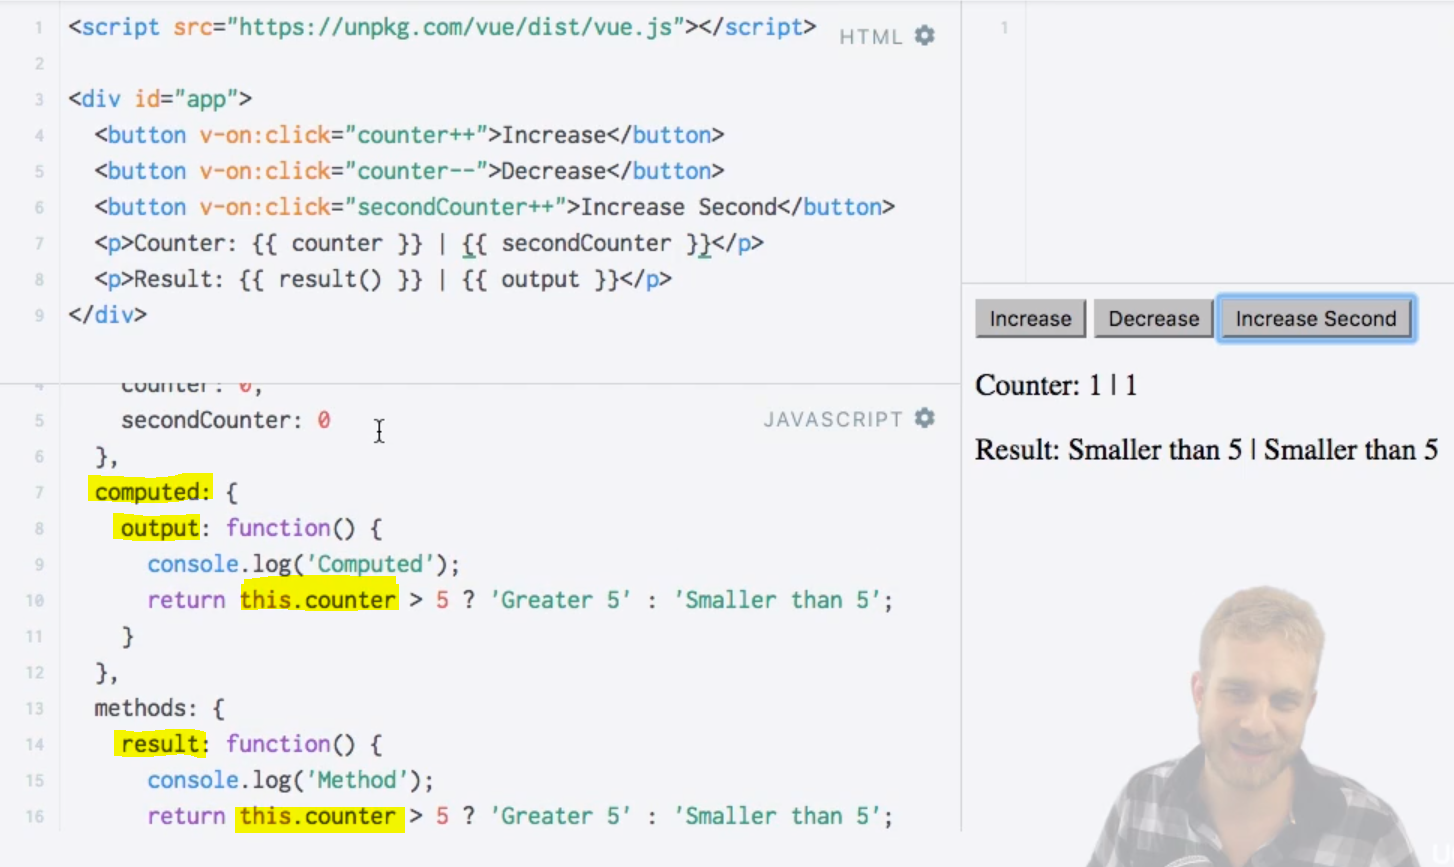 1 <script src="https://unpkg.com/vue/dist/vue.js"></script>
HTML
2
3 <div id="app">
4 <button v-on:click="counter++">Increase</button>
5 <button v-on:click="counter--">Decrease</button>
6 <button v-on:click="secondCounter++">Increase Second</button>
7 <p>Counter: {{ counter }} | {{ secondCounter }}</p>
8 <p>Result: {{ result() }} | {{ output }}</p>
9 </div>
4 counter: 0,
5 secondCounter: 0
JAVASCRIPT
6 },
7 computed: {
8 output: function() {
9 console.log('Computed');
10 return this.counter > 5 ? 'Greater 5' : 'Smaller than 5';
11 }
12 },
13 methods: {
14 result: function() {
15 console.log('Method');
16 return this.counter > 5 ? 'Greater 5' : 'Smaller than 5';
1
Increase Decrease Increase Second
Counter: 1 | 1
Result: Smaller than 5 | Smaller than 5